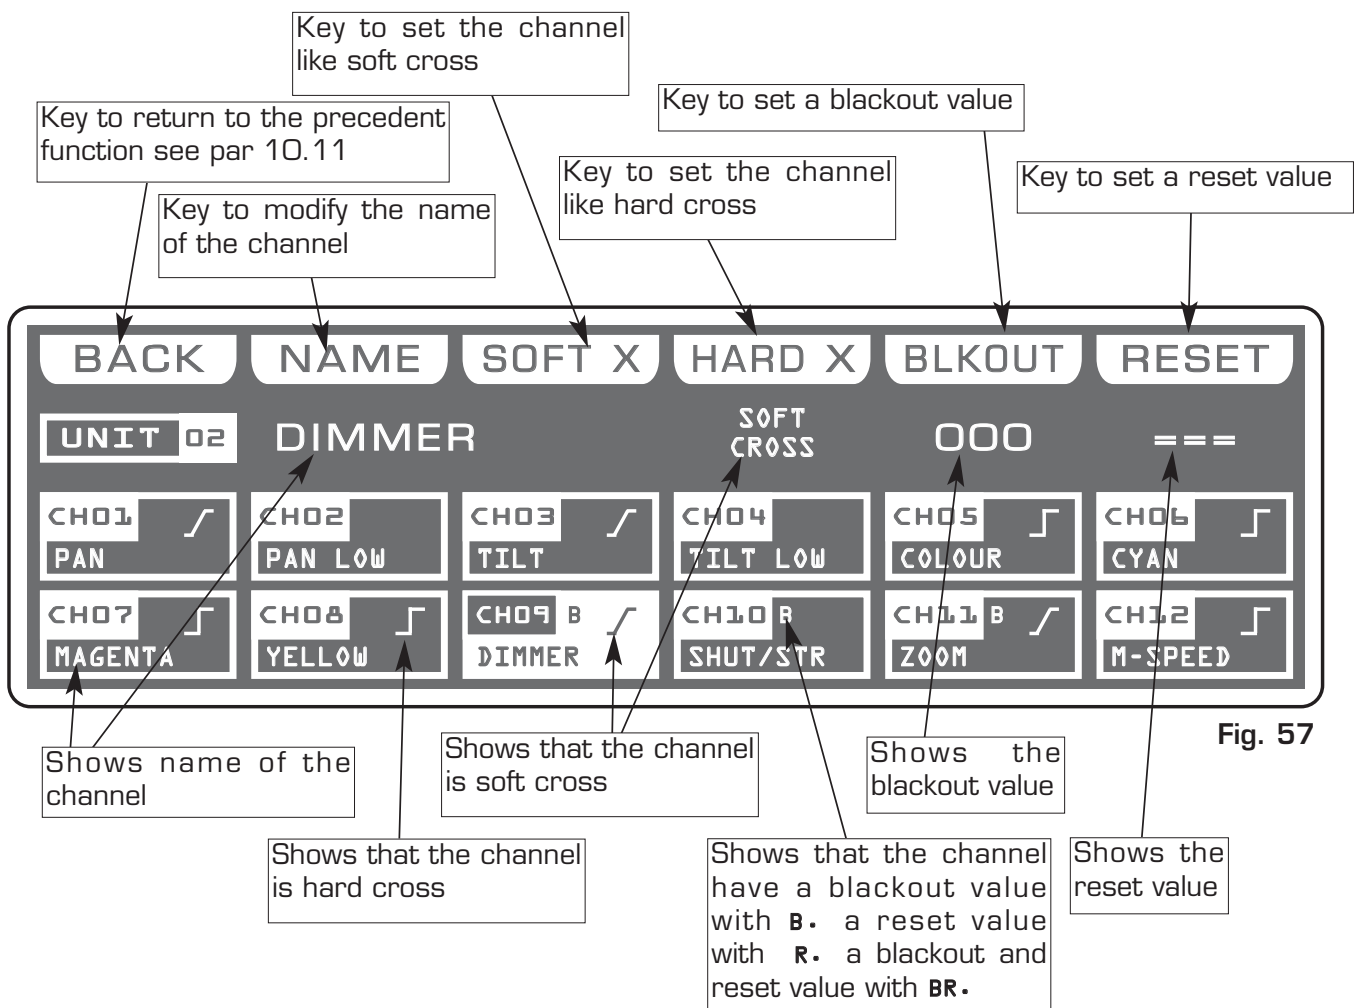 Key to set the channel
like soft cross
Key to set a blackout value
Key to return to the precedent
function see par 10.11
Key to set the channel
like hard cross
Key to set a reset value
Key to modify the name
of the channel
BACK NAME SOFT X HARD X BLKOUT RESET
UNIT 02 DIMMER SOFT CROSS 000 ===
CH01 CH02 CH03 CH04 CH05 CH06
PAN PAN LOW TILT TILT LOW COLOUR CYAN
CH07 CH08 CH09 B CH10 B CH11 B CH12
MAGENTA YELLOW DIMMER SHUT/STR ZOOM M-SPEED
Fig. 57
Shows name of the
channel
Shows that the channel
is soft cross
Shows the
blackout value
Shows that the channel
is hard cross
Shows that the channel
have a blackout value
with B. a reset value
with R. a blackout and
reset value with BR.
Shows the
reset value